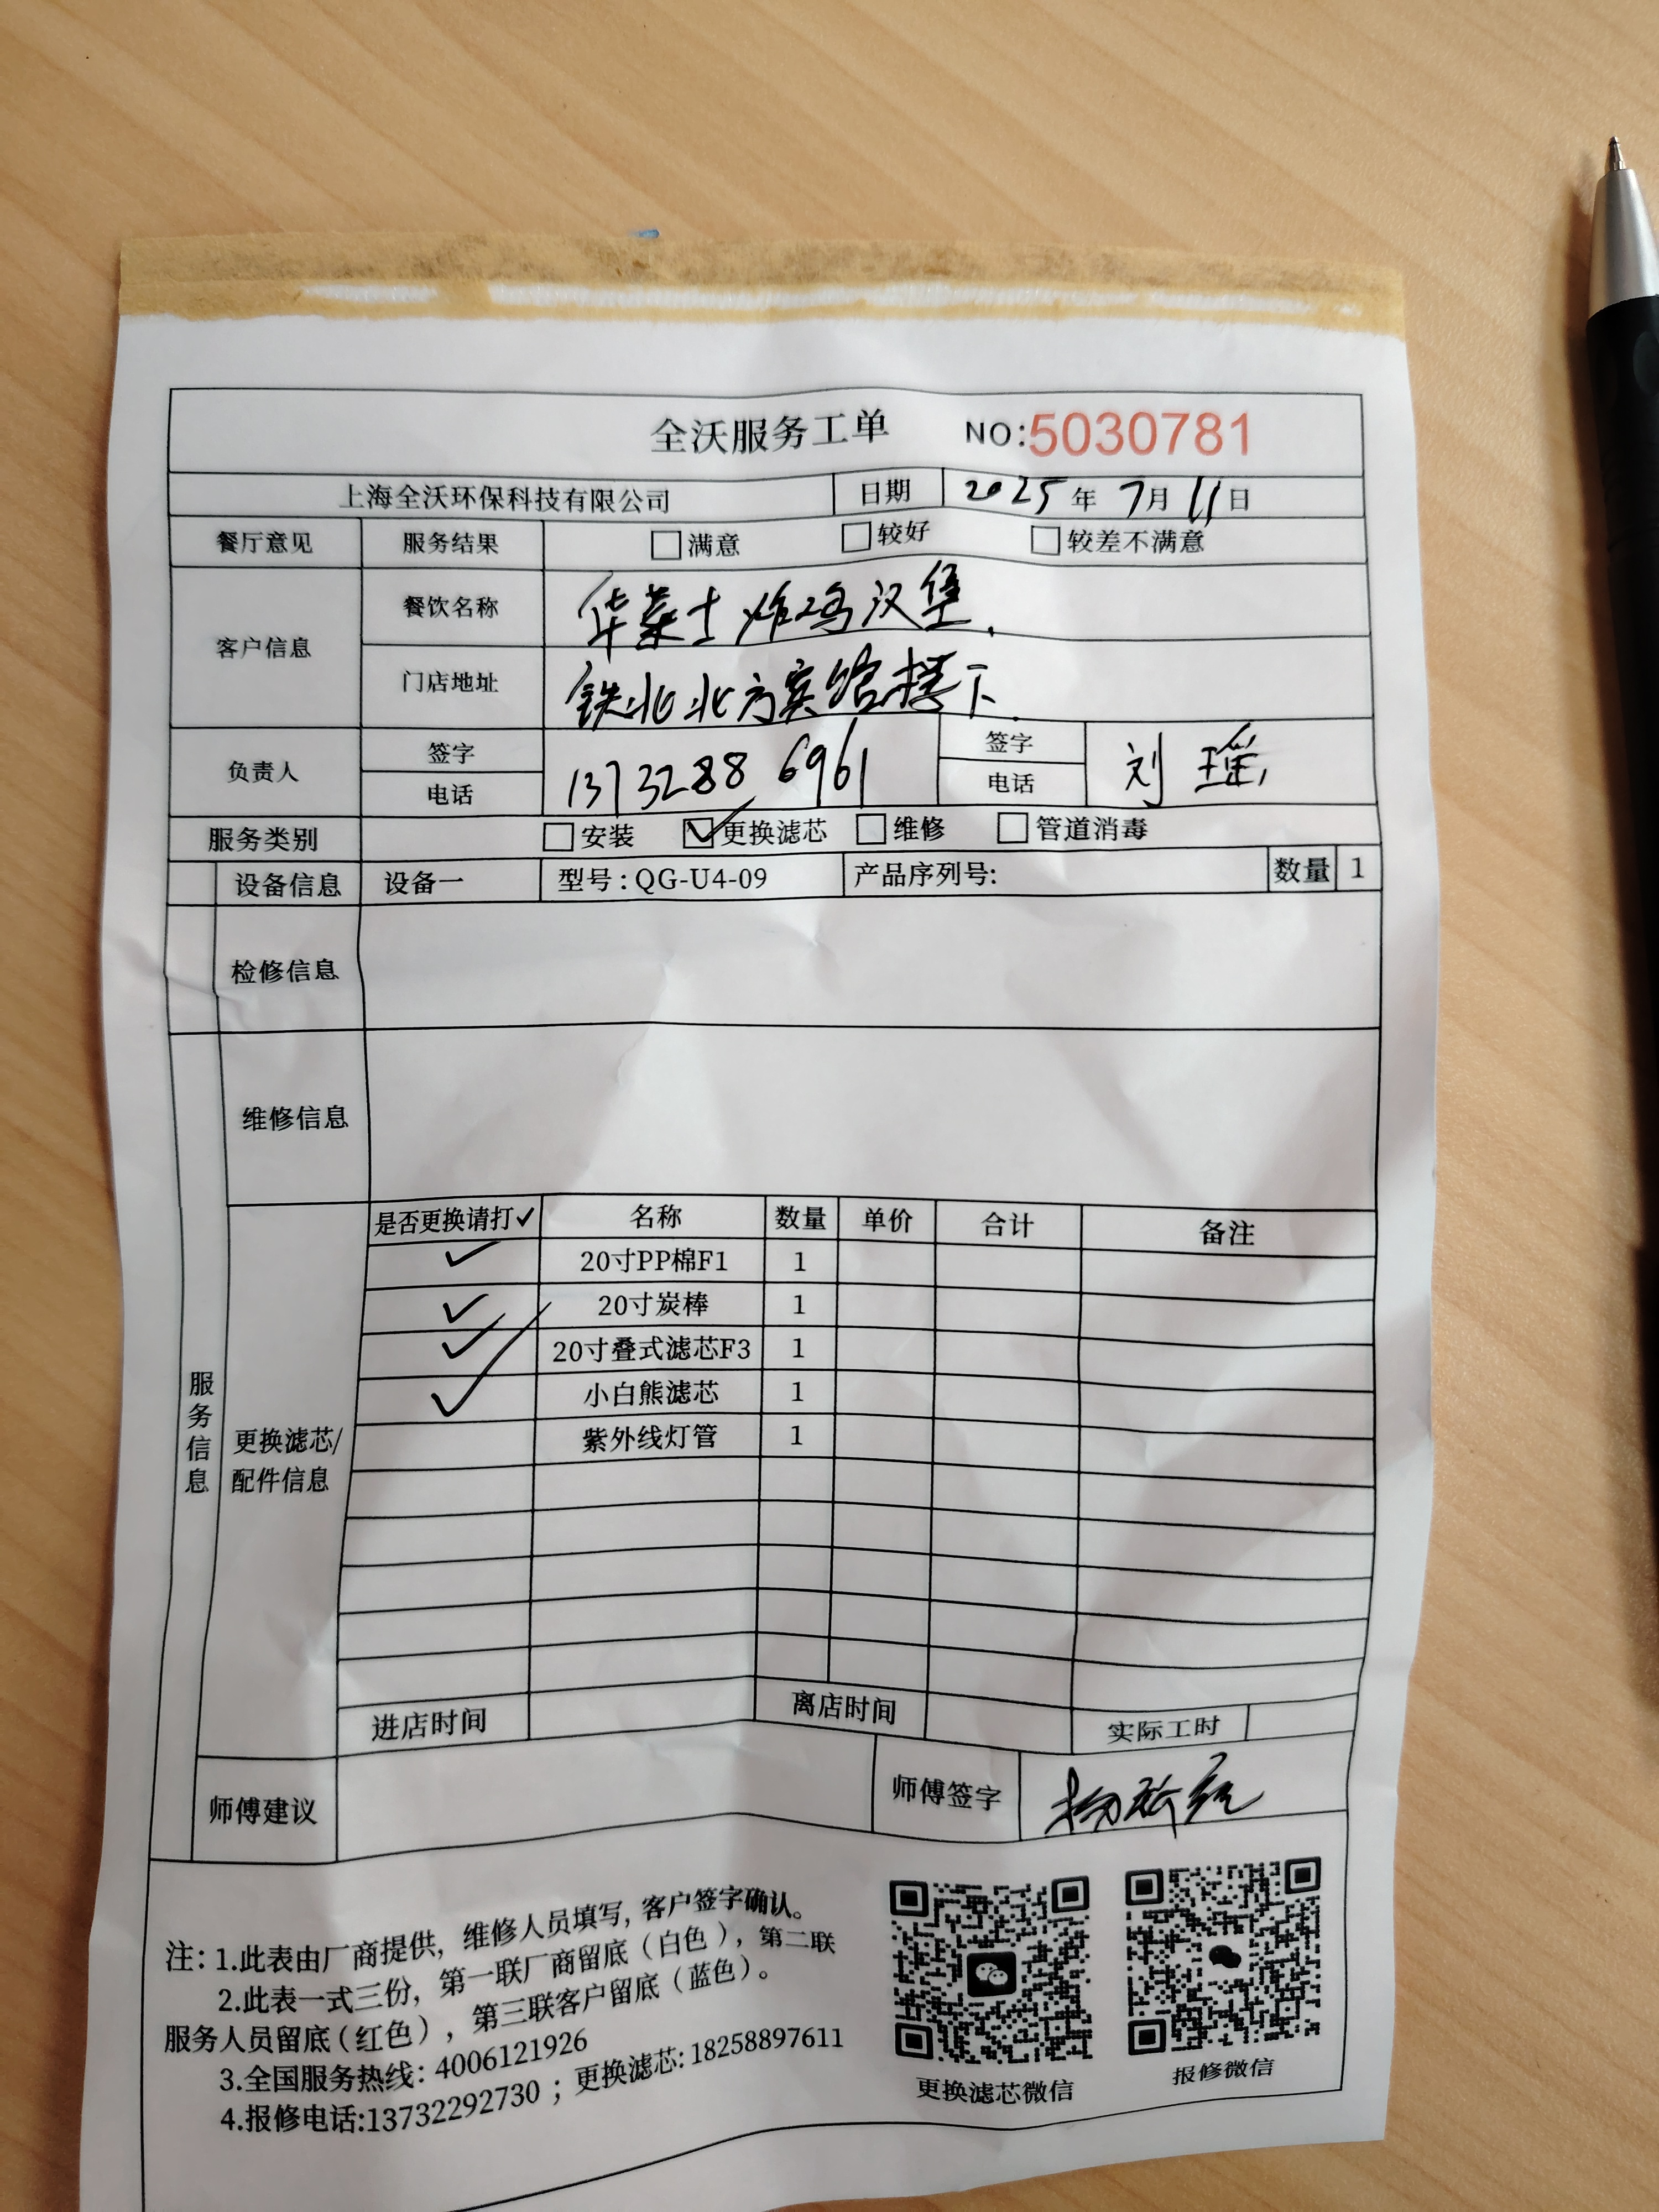 全沃服务工单 NO:5030781
上海全沃环保科技有限公司 日期 2025年7月11日
餐厅意见 服务结果 □满意 □较好 □较差不满意
客户信息 餐饮名称 华莱士炸鸡汉堡.
门店地址 铁北北方宾馆楼下.
负责人 签字 电话 13732886961 签字 电话 刘瑶
服务类别 □安装 ☑更换滤芯 □维修 □管道消毒
设备信息 设备一 型号:QG-U4-09 产品序列号: 数量 1
检修信息
维修信息
服务信息
更换滤芯/配件信息
是否更换请打✓ 名称 数量 单价 合计 备注
✓ 20寸PP棉F1 1
✓ 20寸炭棒 1
✓ 20寸叠式滤芯F3 1
✓ 小白熊滤芯 1
紫外线灯管 1
进店时间 离店时间 实际工时
师傅建议 师傅签字
注: 1.此表由厂商提供, 维修人员填写, 客户签字确认。
2.此表一式三份, 第一联厂商留底(白色), 第二联
服务人员留底(红色), 第三联客户留底(蓝色)。
3.全国服务热线: 4006121926
4.报修电话:13732292730 ; 更换滤芯: 18258897611
更换滤芯微信 报修微信